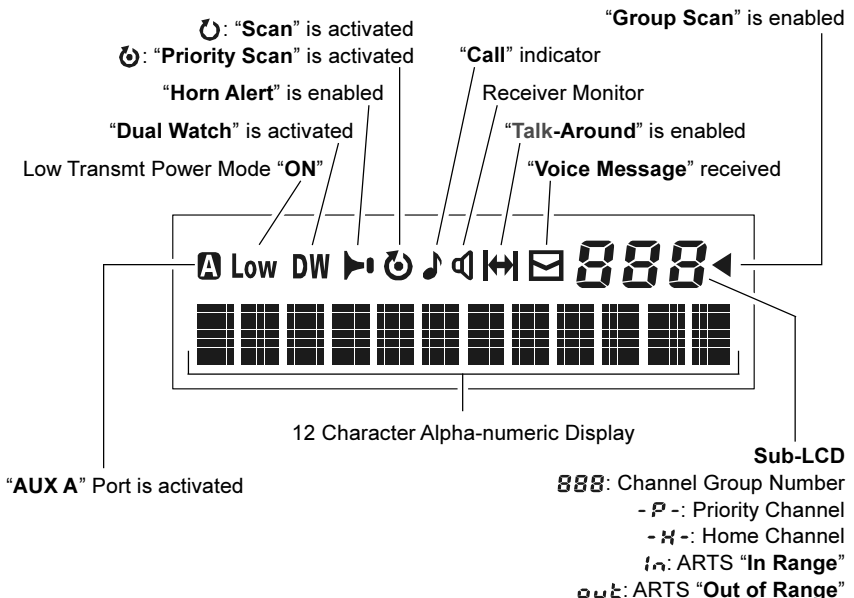 "Group Scan" is enabled
: "Scan" is activated
: "Priority Scan" is activated
"Call" indicator
"Horn Alert" is enabled
Receiver Monitor
"Dual Watch" is activated
"Talk-Around" is enabled
Low Transmt Power Mode "ON"
"Voice Message" received
A Low DW 888
12 Character Alpha-numeric Display
Sub-LCD
"AUX A" Port is activated
888: Channel Group Number
- P -: Priority Channel
- H -: Home Channel
In: ARTS "In Range"
out: ARTS "Out of Range"